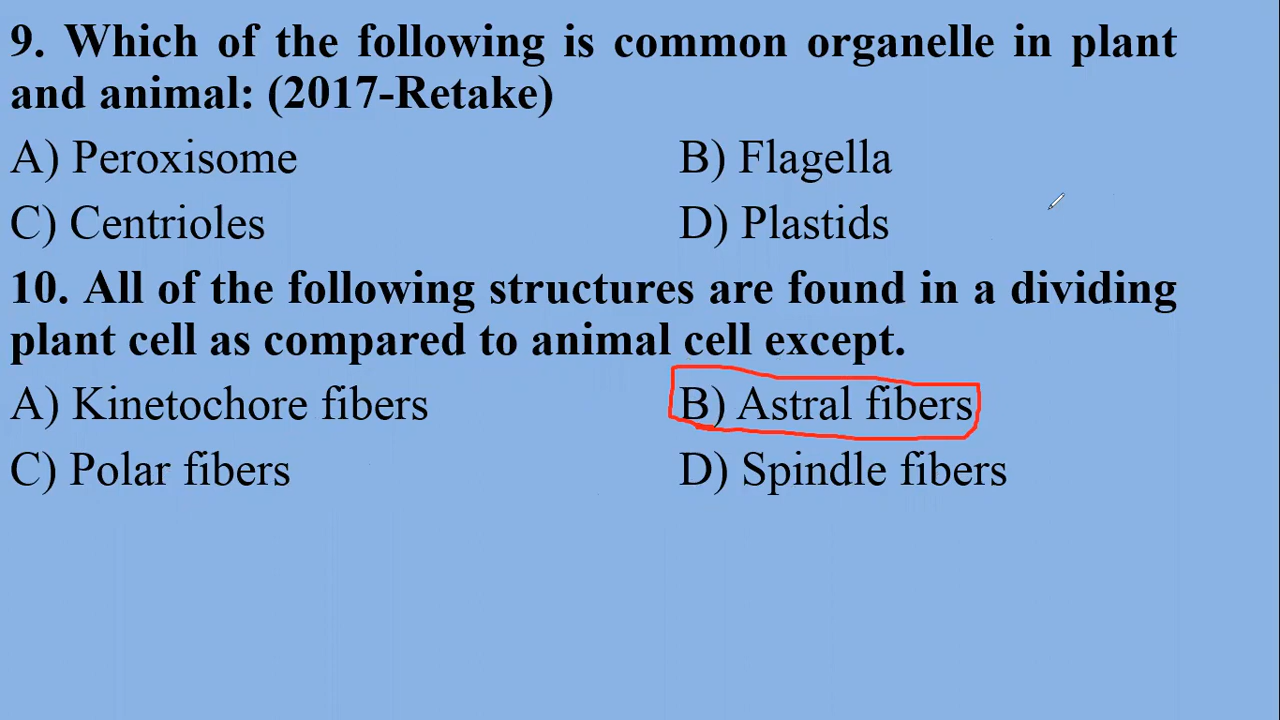 9. Which of the following is common organelle in plant
and animal: (2017-Retake)
A) Peroxisome B) Flagella
C) Centrioles D) Plastids
10. All of the following structures are found in a dividing
plant cell as compared to animal cell except.
A) Kinetochore fibers B) Astral fibers
C) Polar fibers D) Spindle fibers